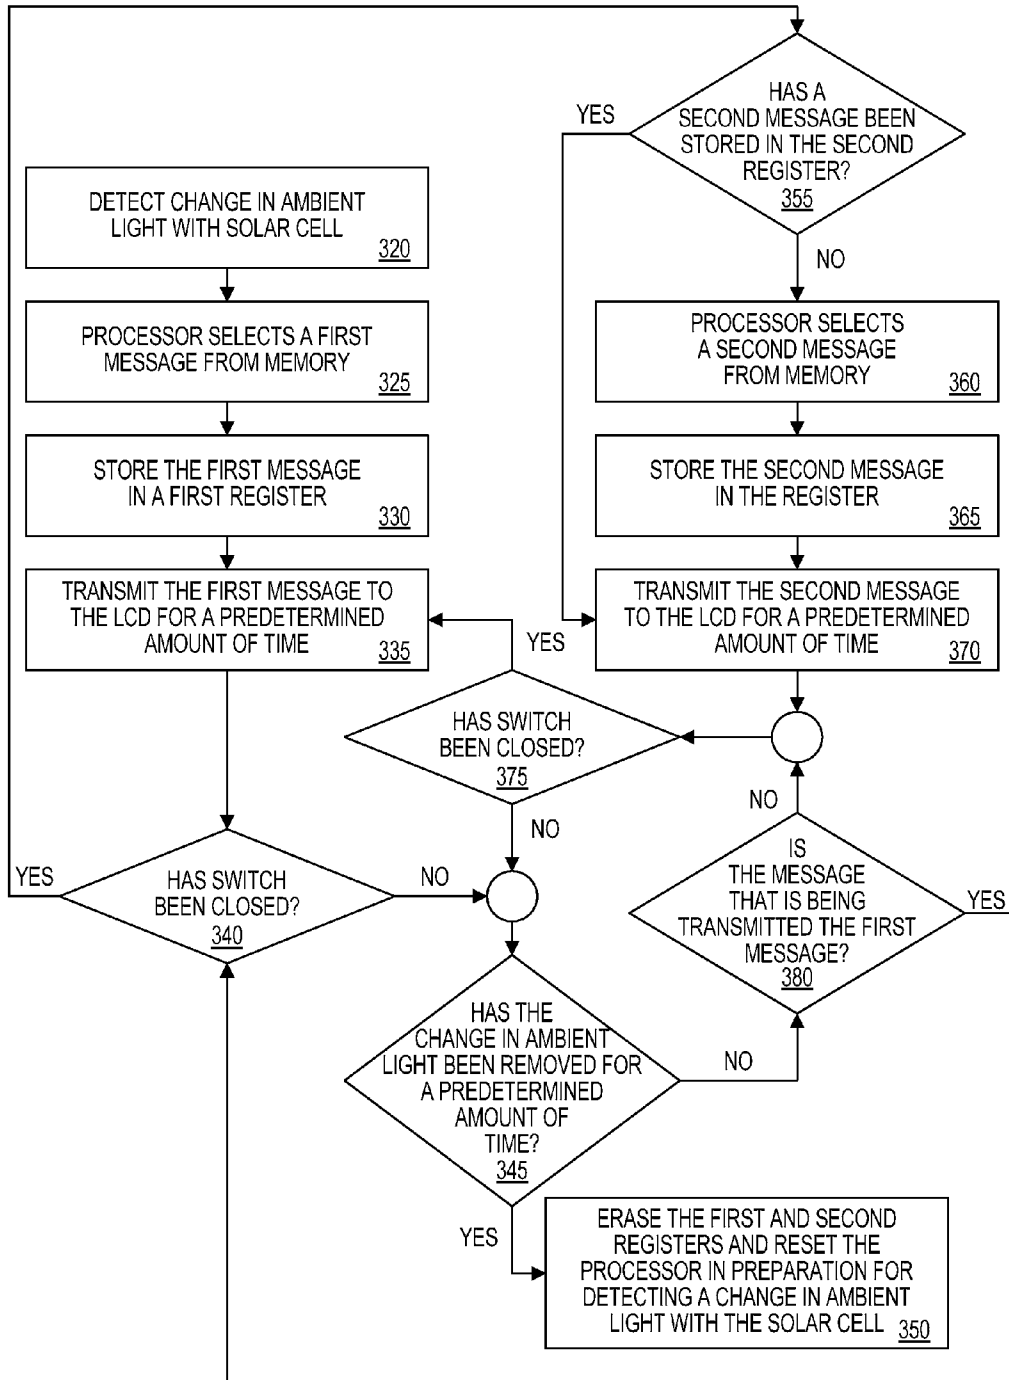 DETECT CHANGE IN AMBIENT
LIGHT WITH SOLAR CELL
320
PROCESSOR SELECTS A FIRST
MESSAGE FROM MEMORY
325
STORE THE FIRST MESSAGE
IN A FIRST REGISTER
330
TRANSMIT THE FIRST MESSAGE TO
THE LCD FOR A PREDETERMINED
AMOUNT OF TIME
335
YES
HAS SWITCH
BEEN CLOSED?
340
NO
YES
HAS A
SECOND MESSAGE BEEN
STORED IN THE SECOND
REGISTER?
355
NO
PROCESSOR SELECTS
A SECOND MESSAGE
FROM MEMORY
360
STORE THE SECOND MESSAGE
IN THE REGISTER
365
TRANSMIT THE SECOND MESSAGE
TO THE LCD FOR A PREDETERMINED
AMOUNT OF TIME
370
YES
HAS SWITCH
BEEN CLOSED?
375
NO
NO
IS
THE MESSAGE
THAT IS BEING
TRANSMITTED THE FIRST
MESSAGE?
380
YES
HAS THE
CHANGE IN AMBIENT
LIGHT BEEN REMOVED FOR
A PREDETERMINED
AMOUNT OF
TIME?
345
NO
YES
ERASE THE FIRST AND SECOND
REGISTERS AND RESET THE
PROCESSOR IN PREPARATION FOR
DETECTING A CHANGE IN AMBIENT
LIGHT WITH THE SOLAR CELL
350